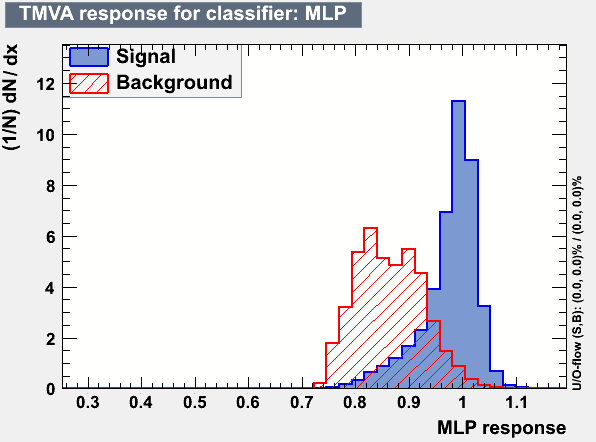 TMVA response for classifier: MLP
(1/N) dN / dx
Signal
Background
12
10
8
6
4
2
0
0.3 0.4 0.5 0.6 0.7 0.8 0.9 1 1.1
MLP response
U/O-flow (S,B): (0.0, 0.0)% / (0.0, 0.0)%